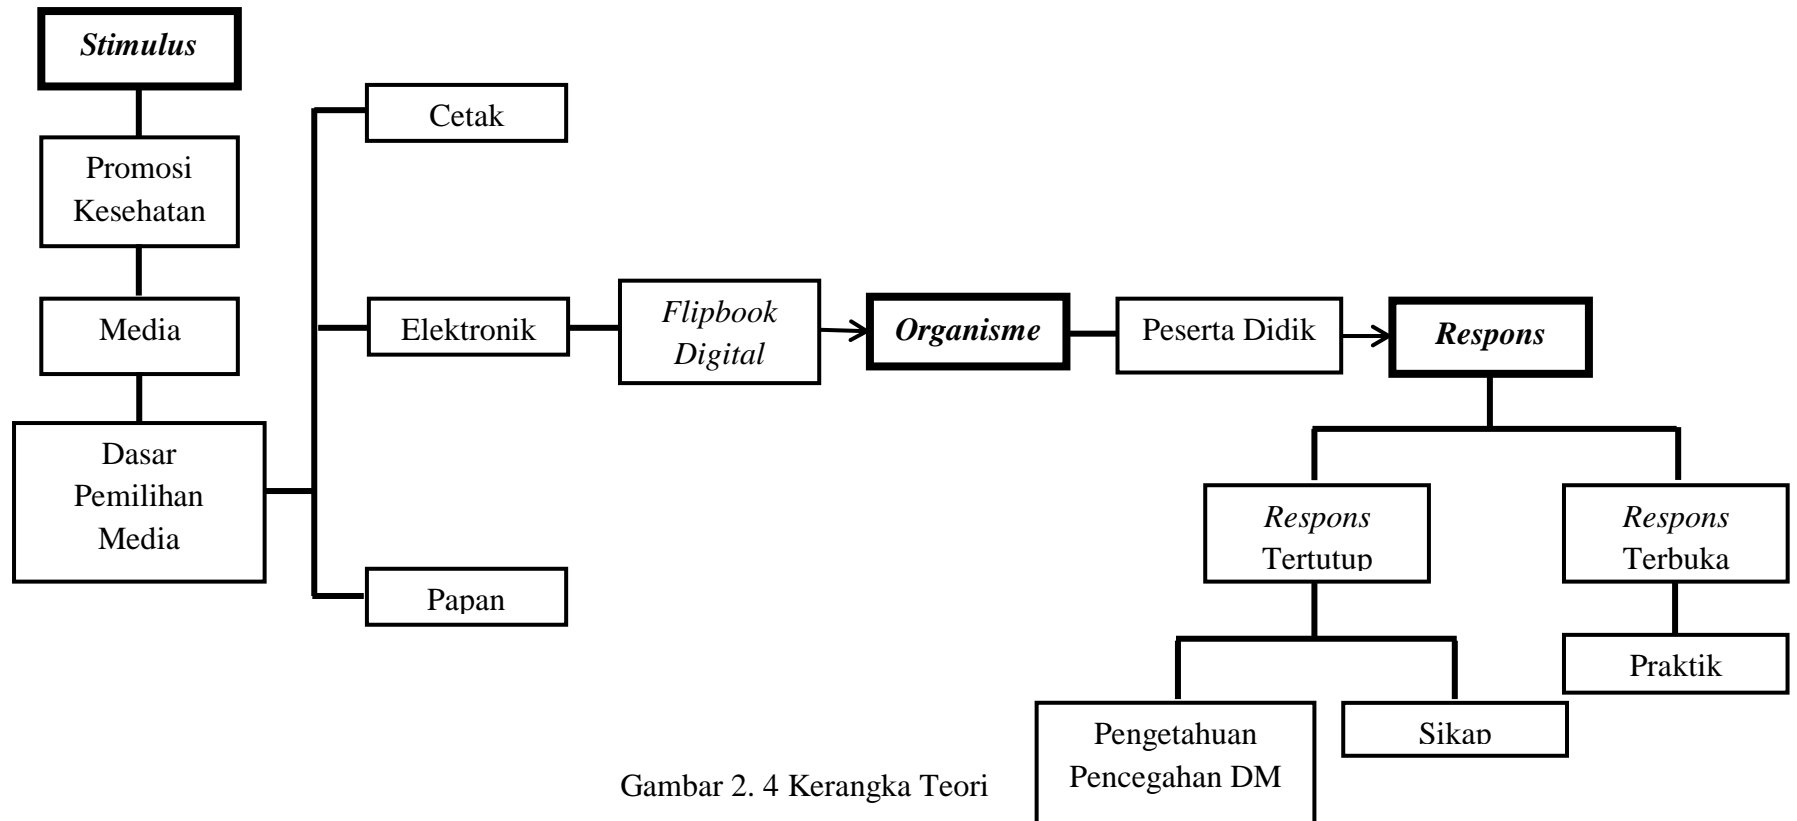 Stimulus
Promosi
Kesehatan
Media
Dasar
Pemilihan
Media
Cetak
Elektronik
Papan
Flipbook
Digital
Organisme
Peserta Didik
Respons
Respons
Tertutup
Respons
Terbuka
Pengetahuan
Pencegahan DM
Sikap
Praktik
Gambar 2. 4 Kerangka Teori